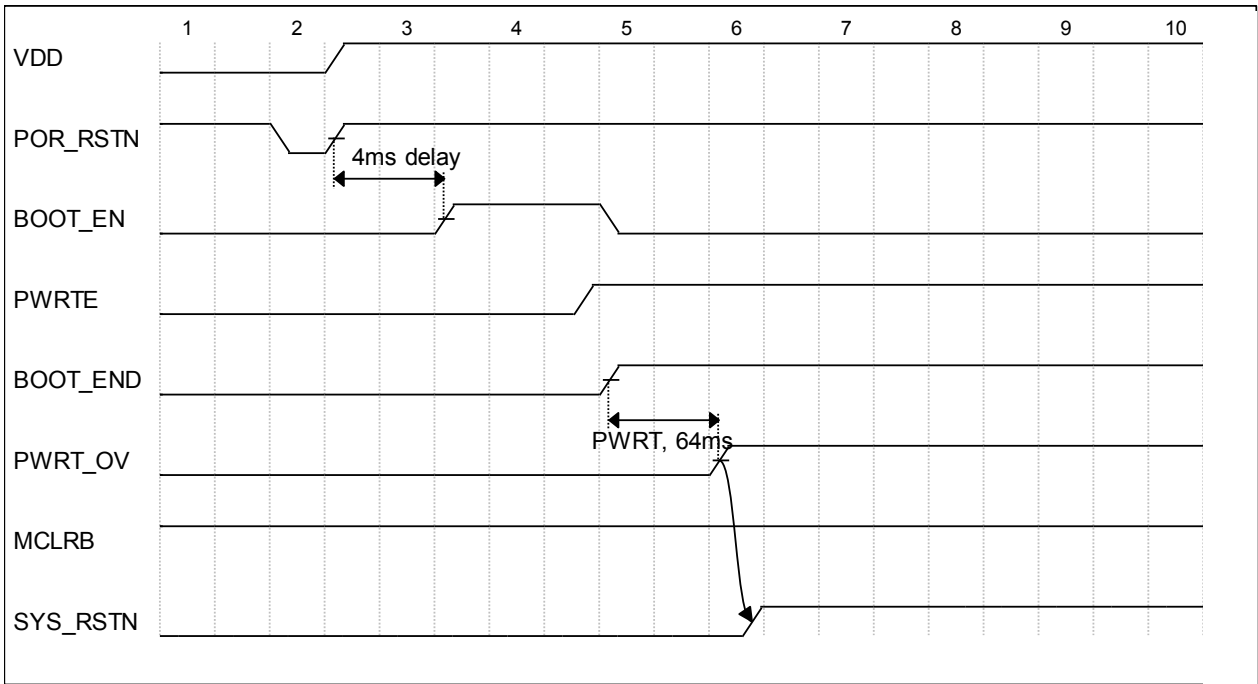 1 2 3 4 5 6 7 8 9 10
VDD
POR_RSTN
4ms delay
BOOT_EN
PWRTE
BOOT_END
PWRT, 64ms
PWRT_OV
MCLRB
SYS_RSTN